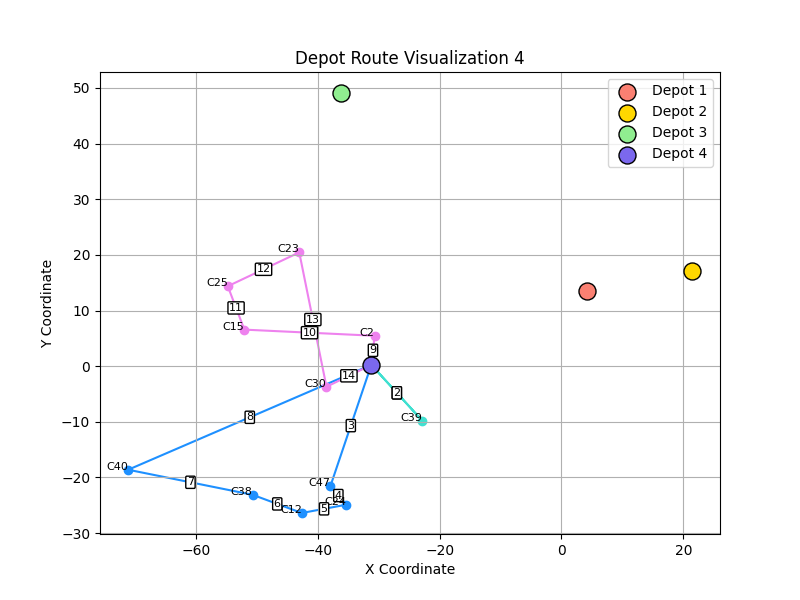 Depot Route Visualization 4
Depot 1
Depot 2
Depot 3
Depot 4
50
40
30
20
10
0
−10
−20
−30
−60
−40
−20
0
20
Y Coordinate
X Coordinate
C23
12
C25
11
C15
13
10
C2
9
14
C30
2
C39
3
8
C40
7
C38
6
C12
5
C47
4